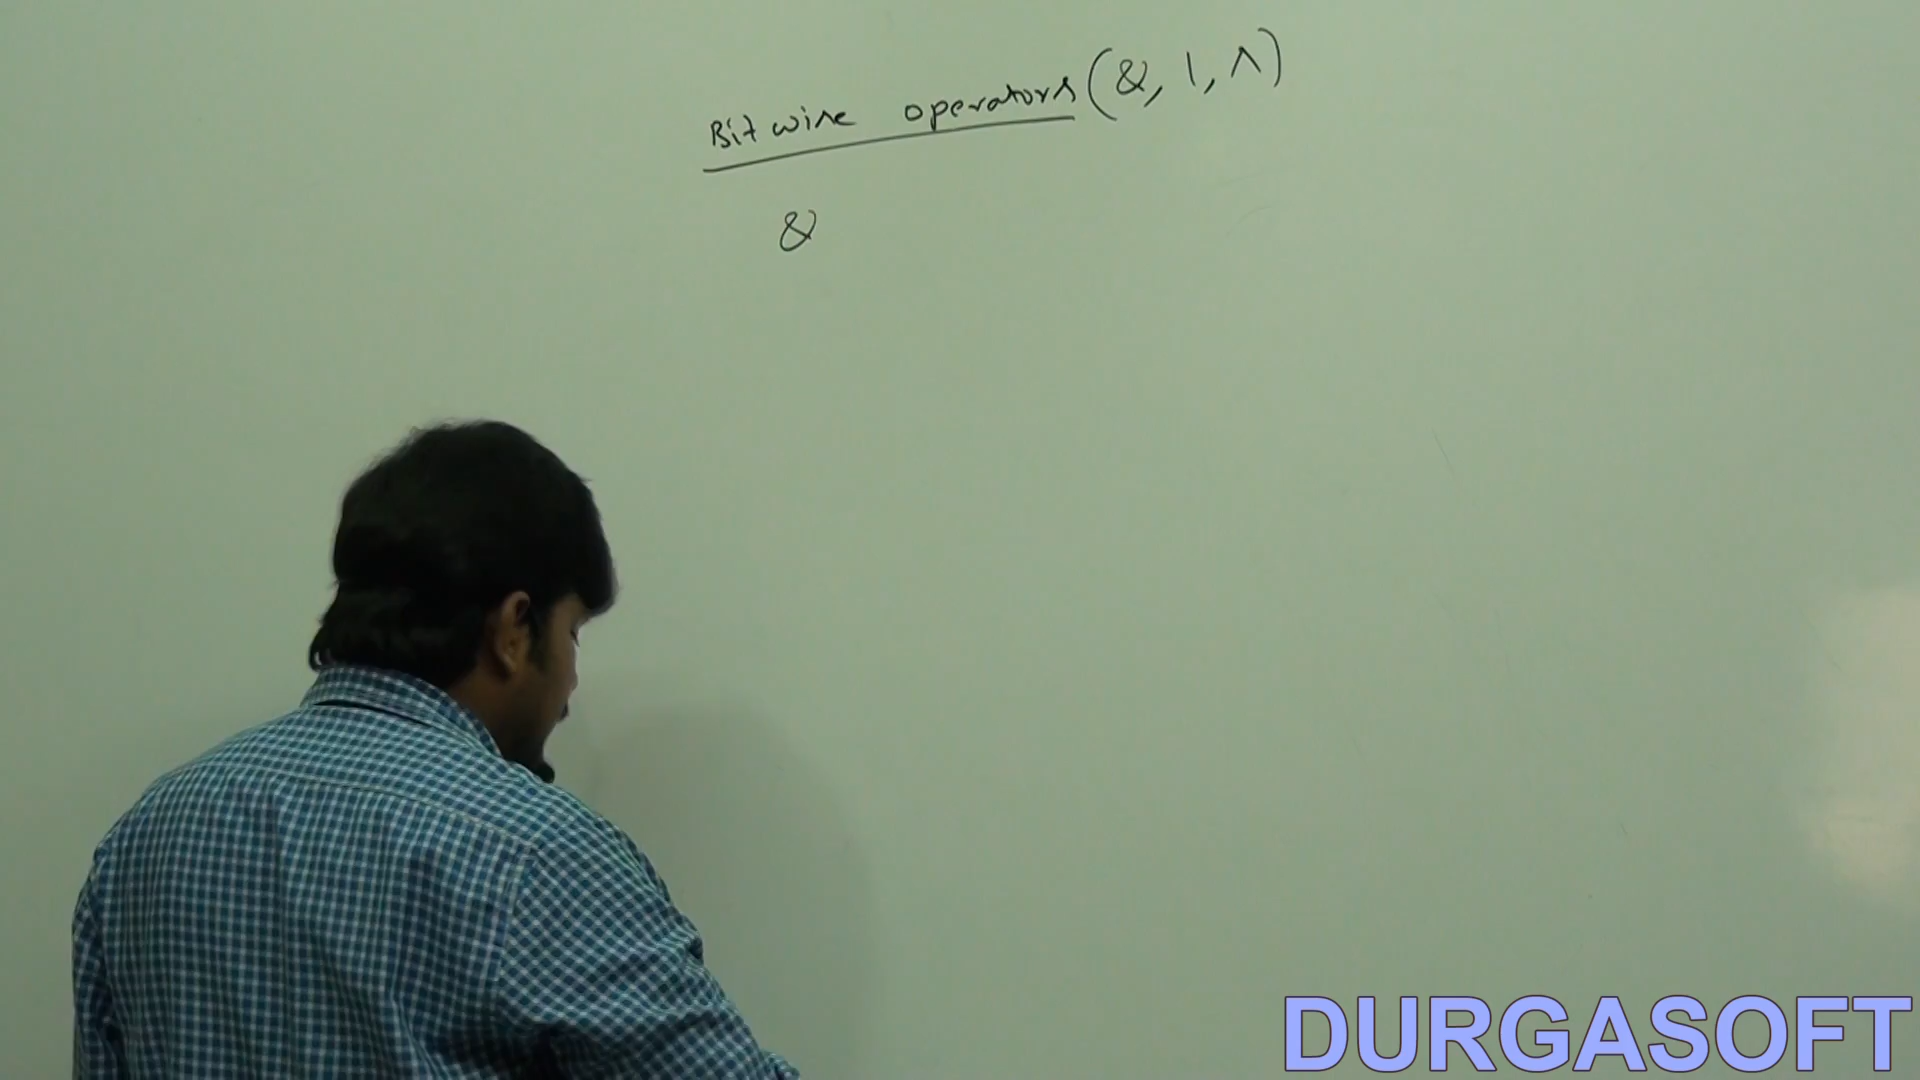 Bitwise operators (&, |, ^)
&
DURGASOFT